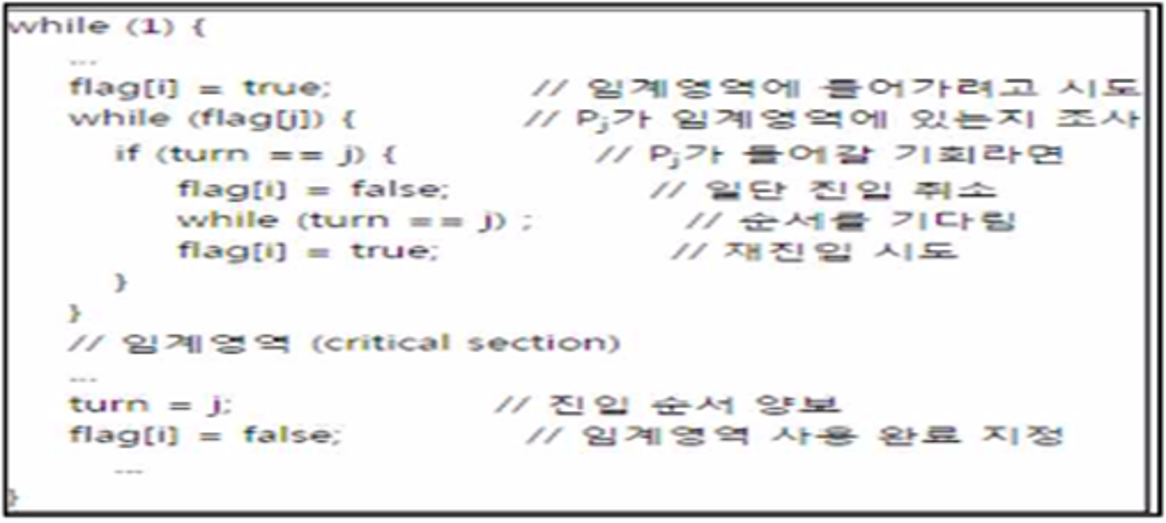 while (1) {
...
flag[i] = true; // 임계영역에 들어가려고 시도
while (flag[j]) { // Pj가 임계영역에 있는지 조사
if (turn == j) { // Pj가 들어갈 기회라면
flag[i] = false; // 일단 진입 취소
while (turn == j) ; // 순서를 기다림
flag[i] = true; // 재진입 시도
}
}
// 임계영역 (critical section)
...
turn = j; // 진입 순서 양보
flag[i] = false; // 임계영역 사용 완료 지정
...
}